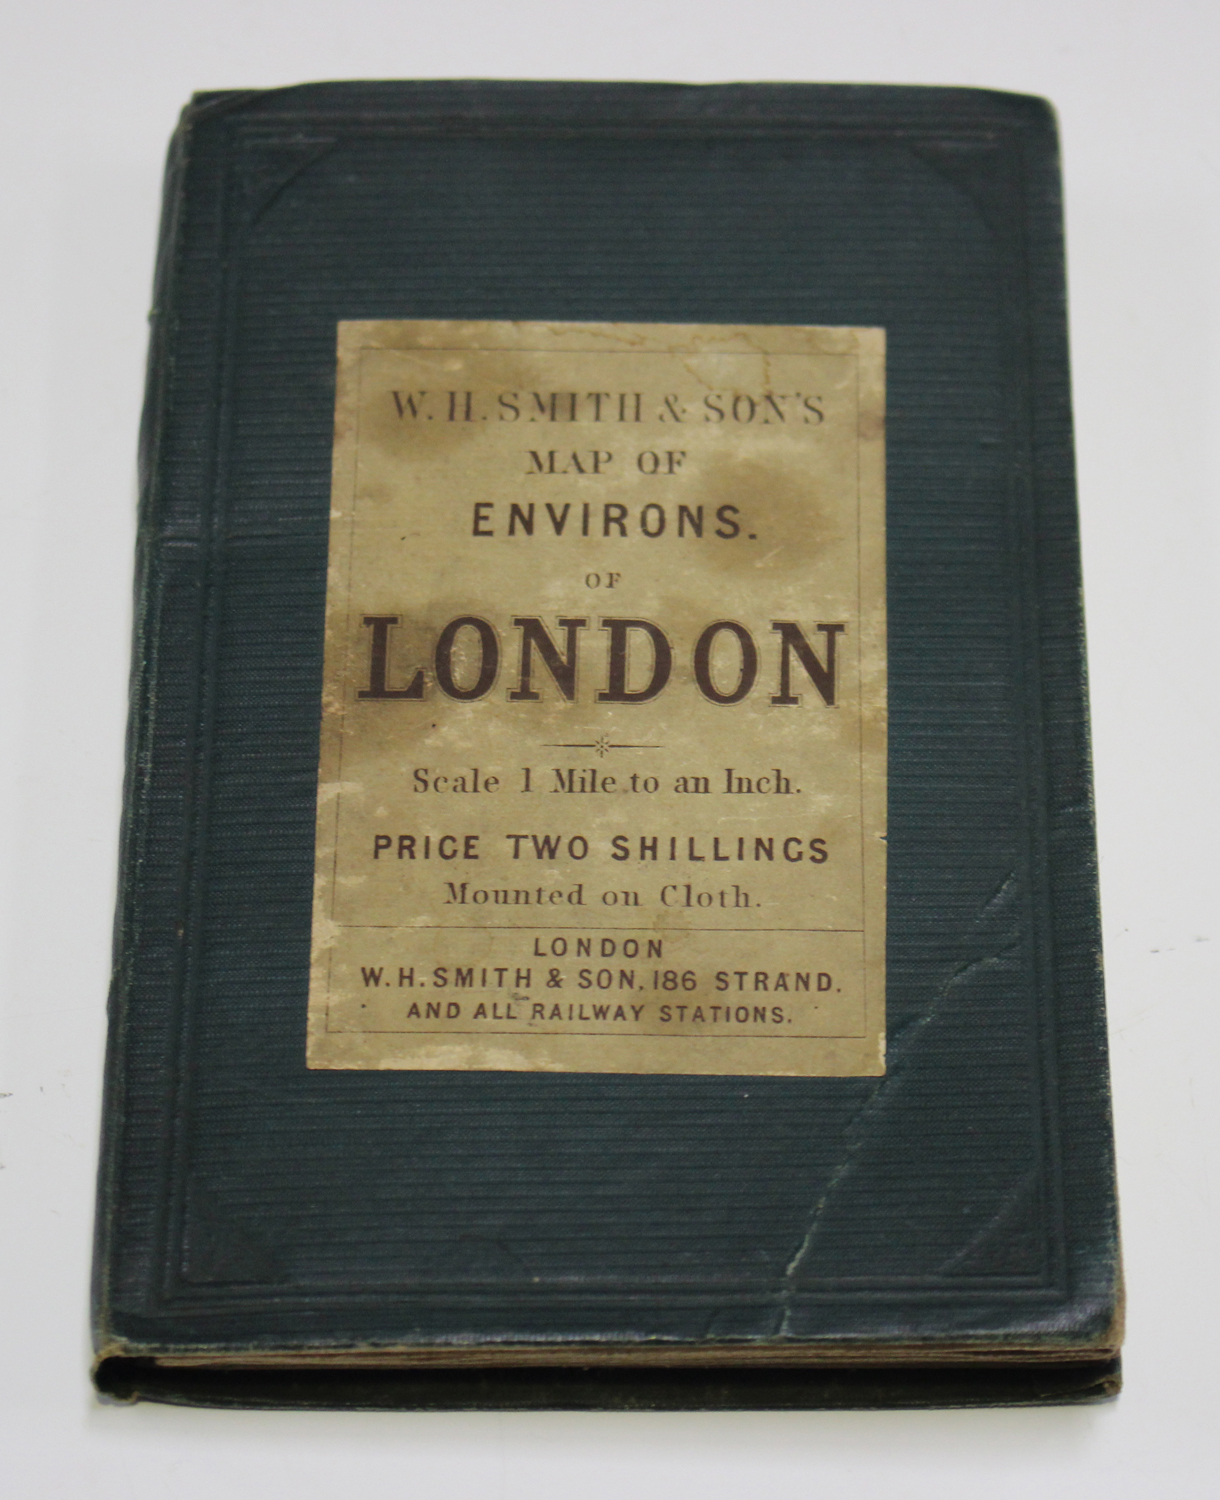 W. H. SMITH & SON'S
MAP OF
ENVIRONS.
OF
LONDON
Scale 1 Mile to an Inch.
PRICE TWO SHILLINGS
Mounted on Cloth.
LONDON
W. H. SMITH & SON, 186 STRAND.
AND ALL RAILWAY STATIONS.